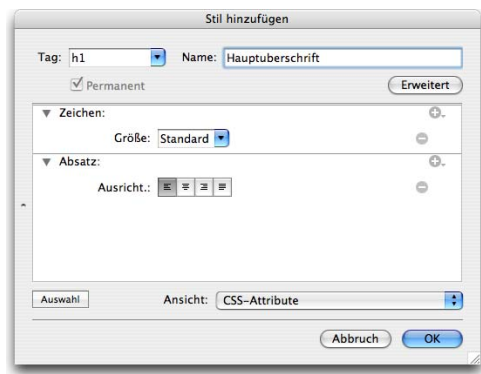 Stil hinzufügen
Tag: h1 Name: Hauptuberschrift
Permanent Erweitert
Zeichen:
Größe: Standard
Absatz:
Ausricht.:
Auswahl Ansicht: CSS-Attribute
Abbruch OK